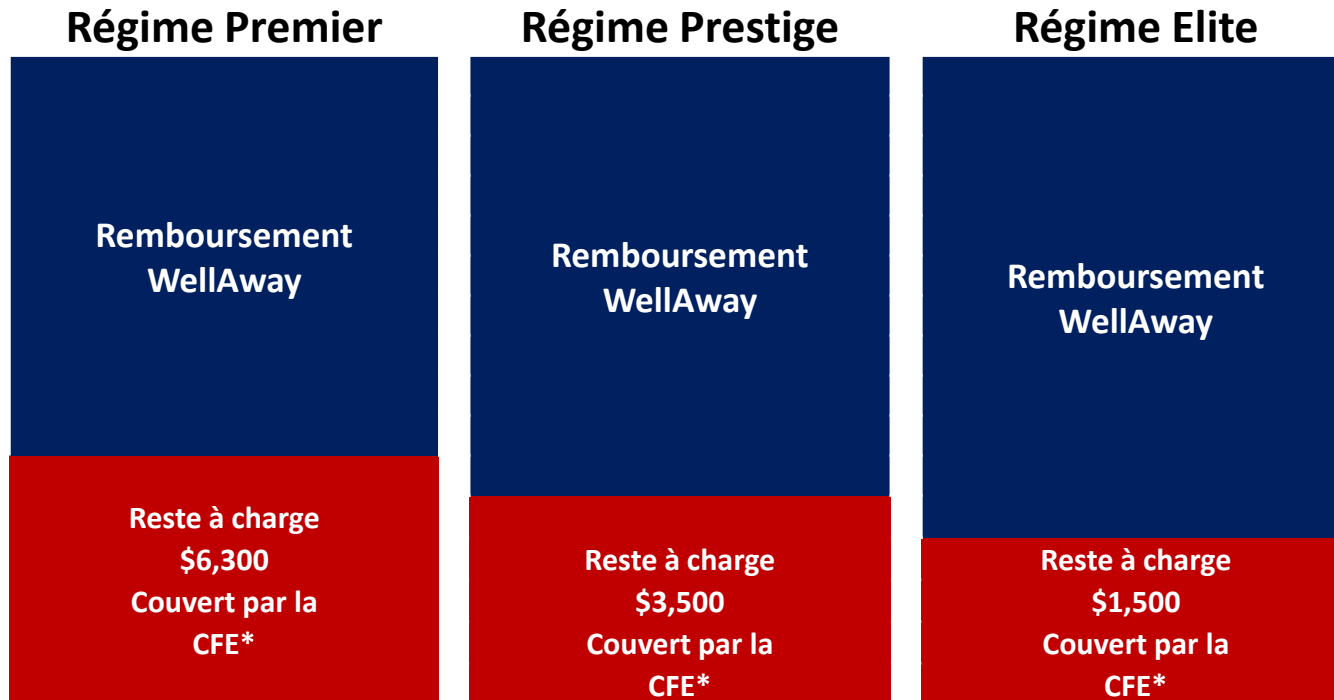 Régime Premier
Remboursement
WellAway
Reste à charge
$6,300
Couvert par la
CFE*
Régime Prestige
Remboursement
WellAway
Reste à charge
$3,500
Couvert par la
CFE*
Régime Elite
Remboursement
WellAway
Reste à charge
$1,500
Couvert par la
CFE*